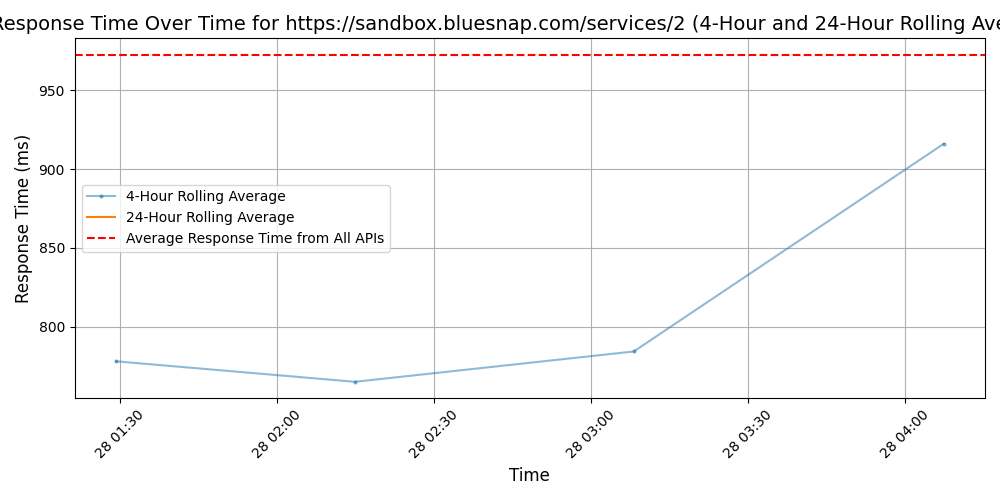 Response Time Over Time for https://sandbox.bluesnap.com/services/2 (4-Hour and 24-Hour Rolling Ave
950
900
850
800
Response Time (ms)
4-Hour Rolling Average
24-Hour Rolling Average
Average Response Time from All APIs
28 01:30
28 02:00
28 02:30
28 03:00
28 03:30
28 04:00
Time